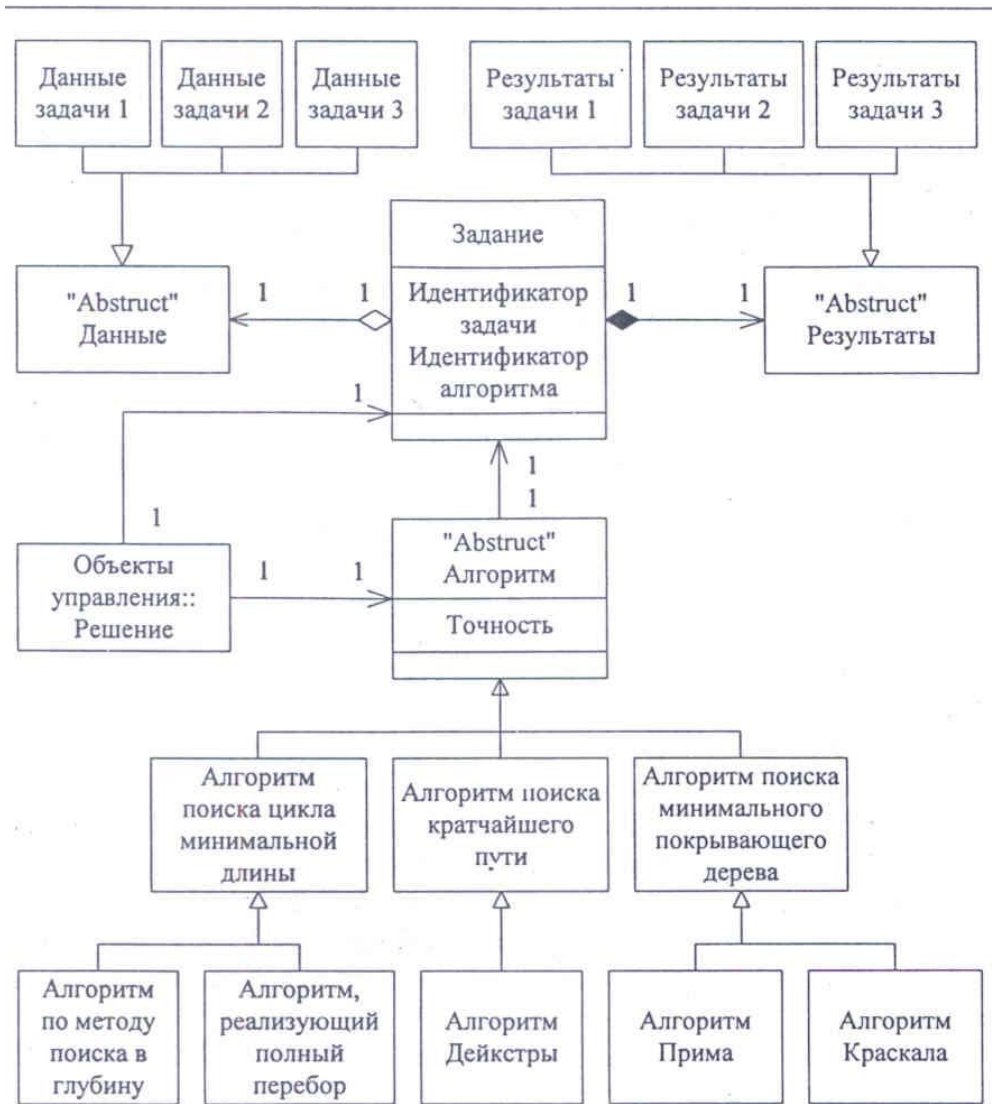 Данные
задачи 1
Данные
задачи 2
Данные
задачи 3
Результаты
задачи 1
Результаты
задачи 2
Результаты
задачи 3
"Abstruct"
Данные
1
1
Задание
Идентификатор
задачи
Идентификатор
алгоритма
1
1
"Abstruct"
Результаты
1
1
1
1
Объекты
управления::
Решение
1
1
"Abstruct"
Алгоритм
Точность
Алгоритм
поиска цикла
минимальной
длины
Алгоритм поиска
кратчайшего
пути
Алгоритм поиска
минимального
покрывающего
дерева
Алгоритм
по методу
поиска в
глубину
Алгоритм,
реализующий
полный
перебор
Алгоритм
Дейкстры
Алгоритм
Прима
Алгоритм
Краскала